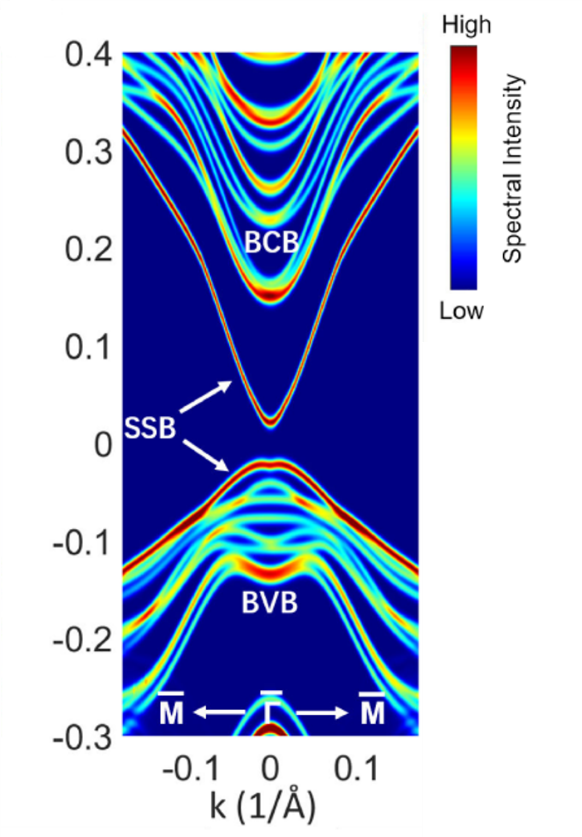 High
Spectral Intensity
Low
0.4
0.3
0.2
0.1
0
-0.1
-0.2
-0.3
BCB
SSB
BVB
M̅ ← Γ̅ → M̅
-0.1 0 0.1
k (1/Å)